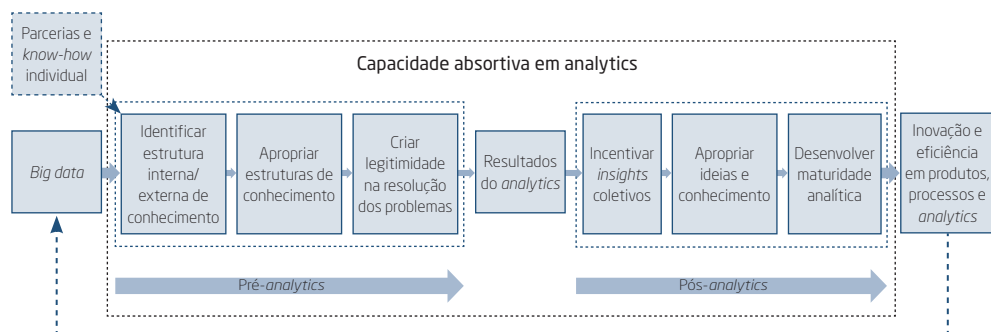 Parcerias e
know-how
individual
Capacidade absortiva em analytics
Big data
Identificar
estrutura
interna/
externa de
conhecimento
Apropriar
estruturas de
conhecimento
Criar
legitimidade
na resolução
dos problemas
Resultados
do analytics
Incentivar
insights
coletivos
Apropriar
ideias e
conhecimento
Desenvolver
maturidade
analítica
Inovação e
eficiência
em produtos,
processos e
analytics
Pré-analytics
Pós-analytics